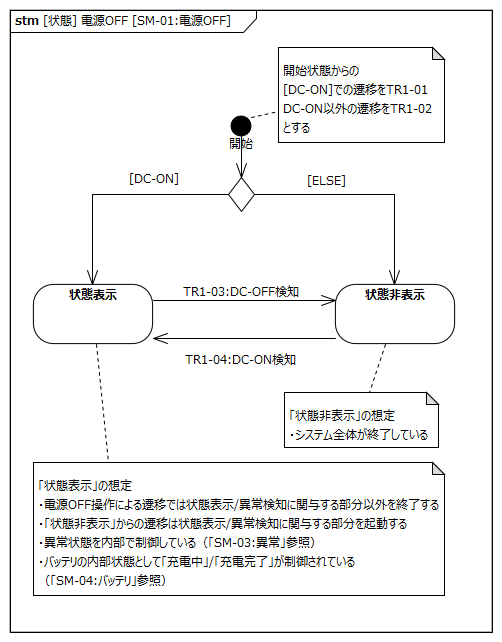 stm [状態] 電源OFF [SM-01:電源OFF]
開始状態からの
[DC-ON]での遷移をTR1-01
DC-ON以外の遷移をTR1-02
とする
開始
[DC-ON]
[ELSE]
状態表示
状態非表示
TR1-03:DC-OFF検知
TR1-04:DC-ON検知
「状態非表示」の想定
・システム全体が終了している
「状態表示」の想定
・電源OFF操作による遷移では状態表示/異常検知に関与する部分以外を終了する
・「状態非表示」からの遷移は状態表示/異常検知に関与する部分を起動する
・異常状態を内部で制御している（「SM-03:異常」参照）
・バッテリの内部状態として「充電中」/「充電完了」が制御されている
（「SM-04:バッテリ」参照）